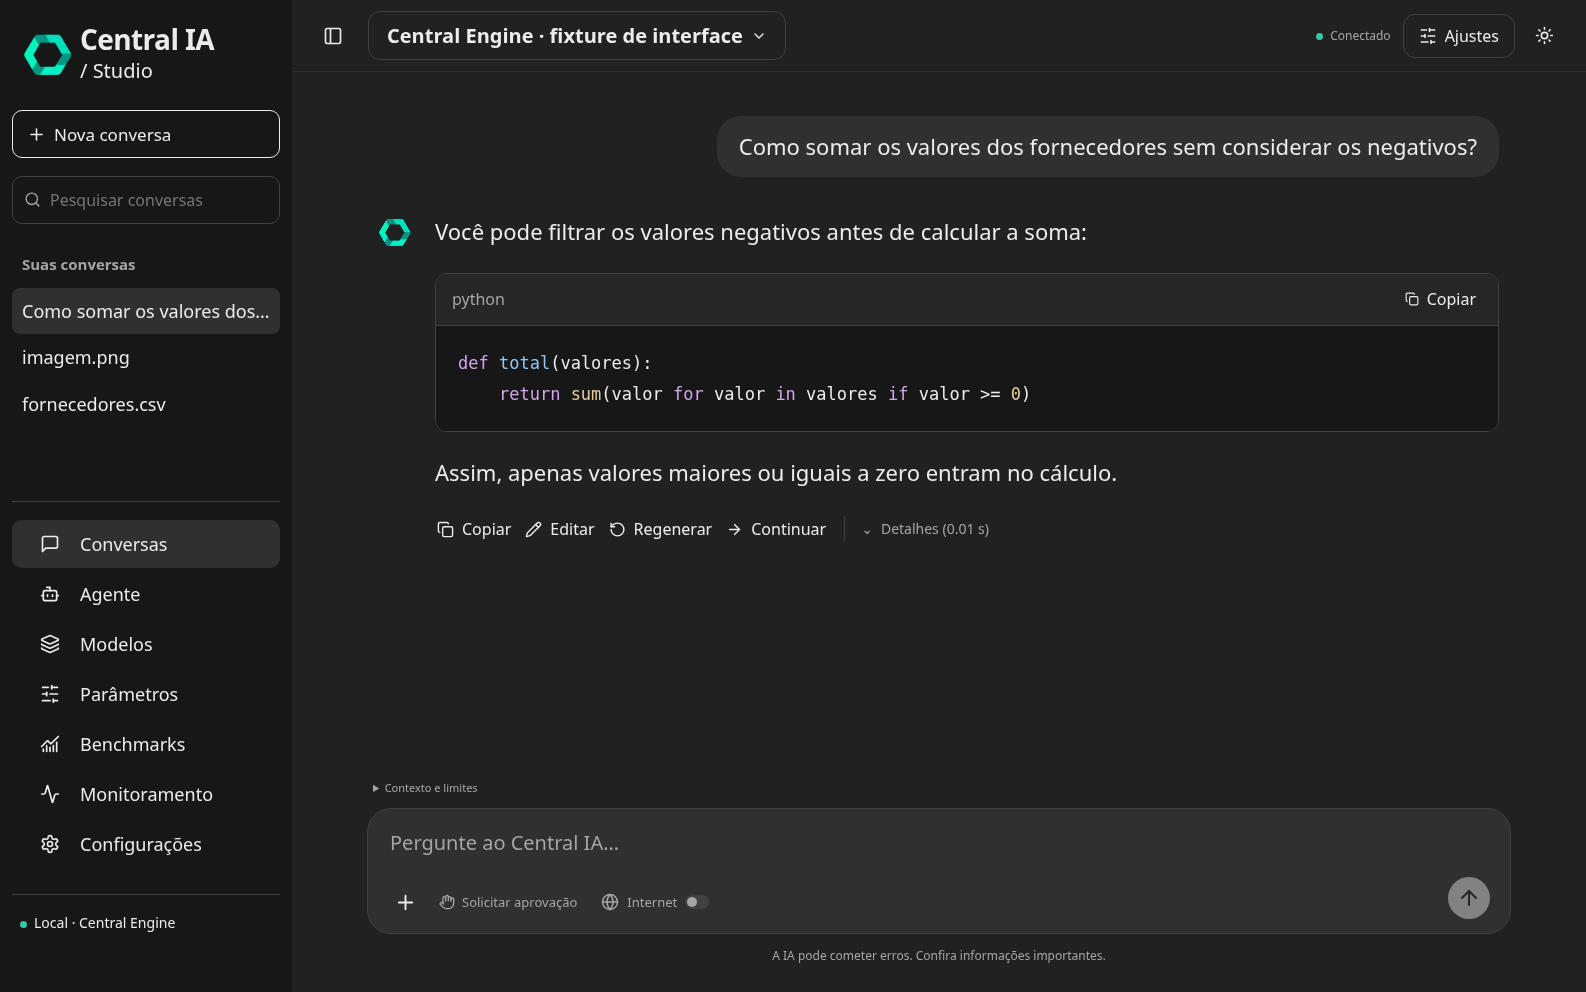 Central IA
/ Studio
Nova conversa
Pesquisar conversas
Suas conversas
Como somar os valores dos...
imagem.png
fornecedores.csv
Conversas
Agente
Modelos
Parâmetros
Benchmarks
Monitoramento
Configurações
Local · Central Engine
Central Engine · fixture de interface
Conectado
Ajustes
Como somar os valores dos fornecedores sem considerar os negativos?
Você pode filtrar os valores negativos antes de calcular a soma:
python
Copiar
def total(valores):
    return sum(valor for valor in valores if valor >= 0)
Assim, apenas valores maiores ou iguais a zero entram no cálculo.
Copiar Editar Regenerar Continuar Detalhes (0.01 s)
Contexto e limites
Pergunte ao Central IA...
Solicitar aprovação Internet
A IA pode cometer erros. Confira informações importantes.